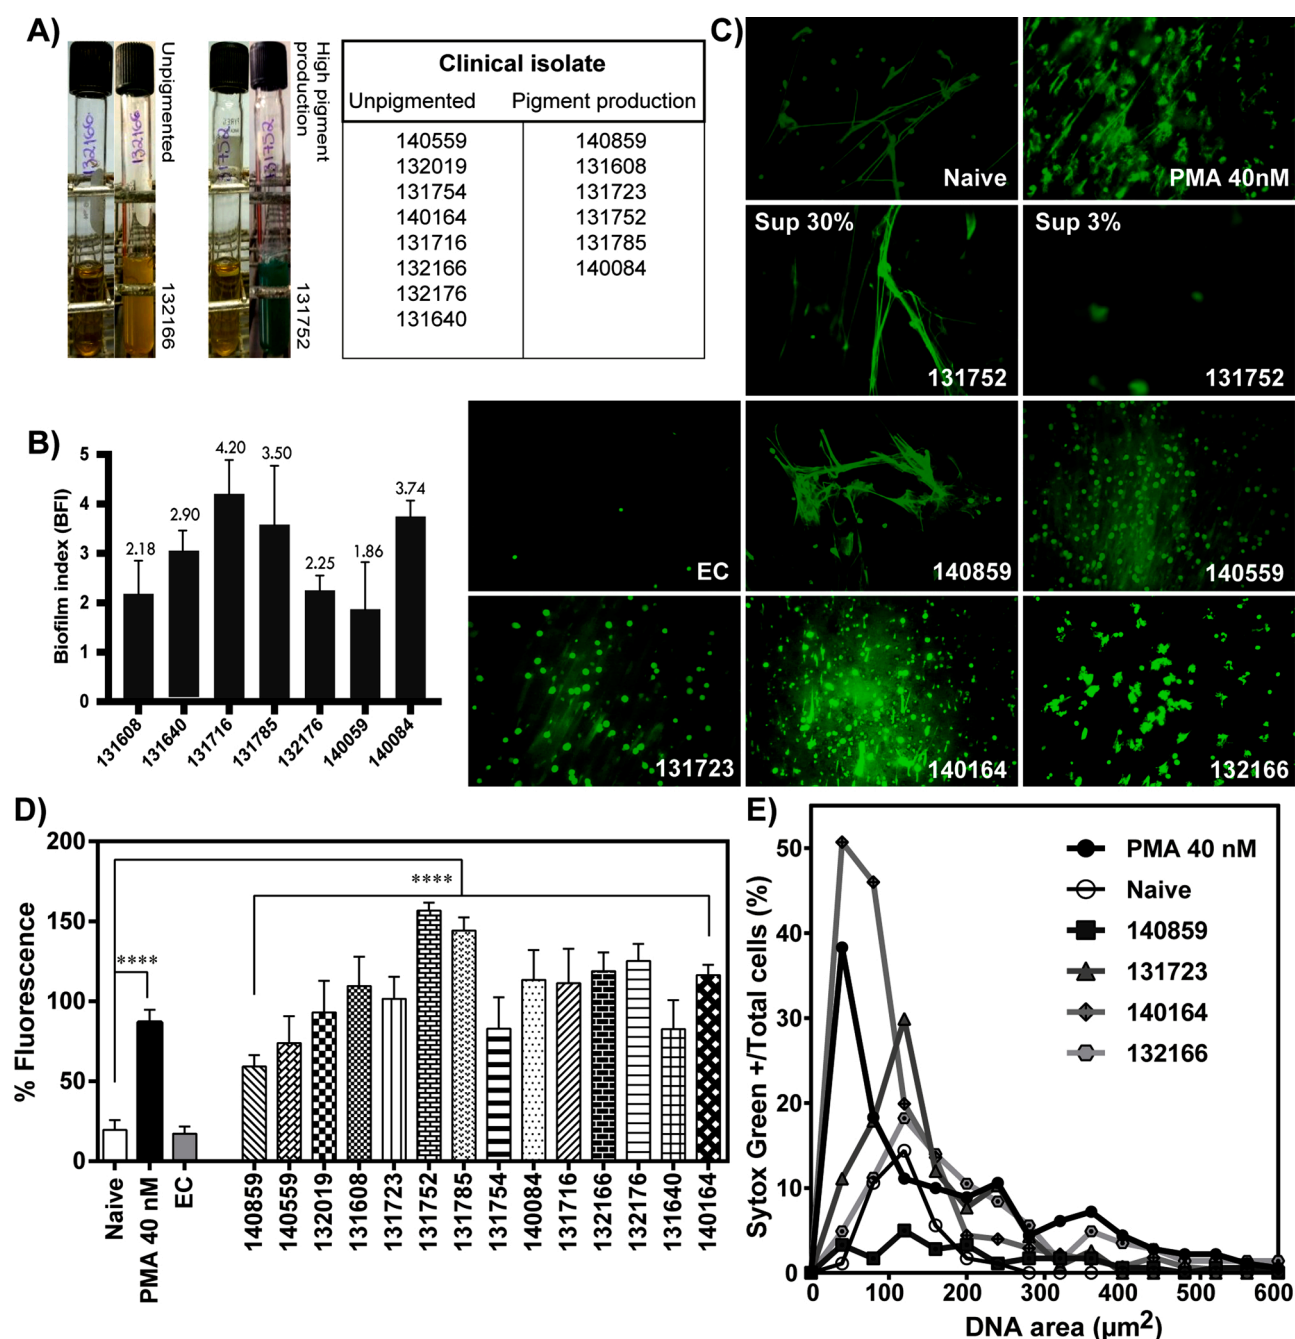 A)
Unpigmented
High pigment
production
132166
132166
131752
131752
132166
131752
Clinical isolate
Unpigmented Pigment production
140559 140859
132019 131608
131754 131723
140164 131752
131716 131785
132166 140084
132176
131640
B)
Biofilm index (BFI)
5
4
3
2
1
0
2.18
2.90
4.20
3.50
2.25
1.86
3.74
131608
131640
131716
131785
132176
140059
140084
C)
Naive
PMA 40nM
Sup 30%
131752
Sup 3%
131752
EC
140859
140559
131723
140164
132166
D)
% Fluorescence
200
150
100
50
0
****
****
Naive
PMA 40 nM
EC
140859
140559
132019
131608
131723
131752
131785
131754
140084
131716
132166
132176
131640
140164
E)
Sytox Green +/Total cells (%)
50
40
30
20
10
0
PMA 40 nM
Naive
140859
131723
140164
132166
0 100 200 300 400 500 600
DNA area (µm²)